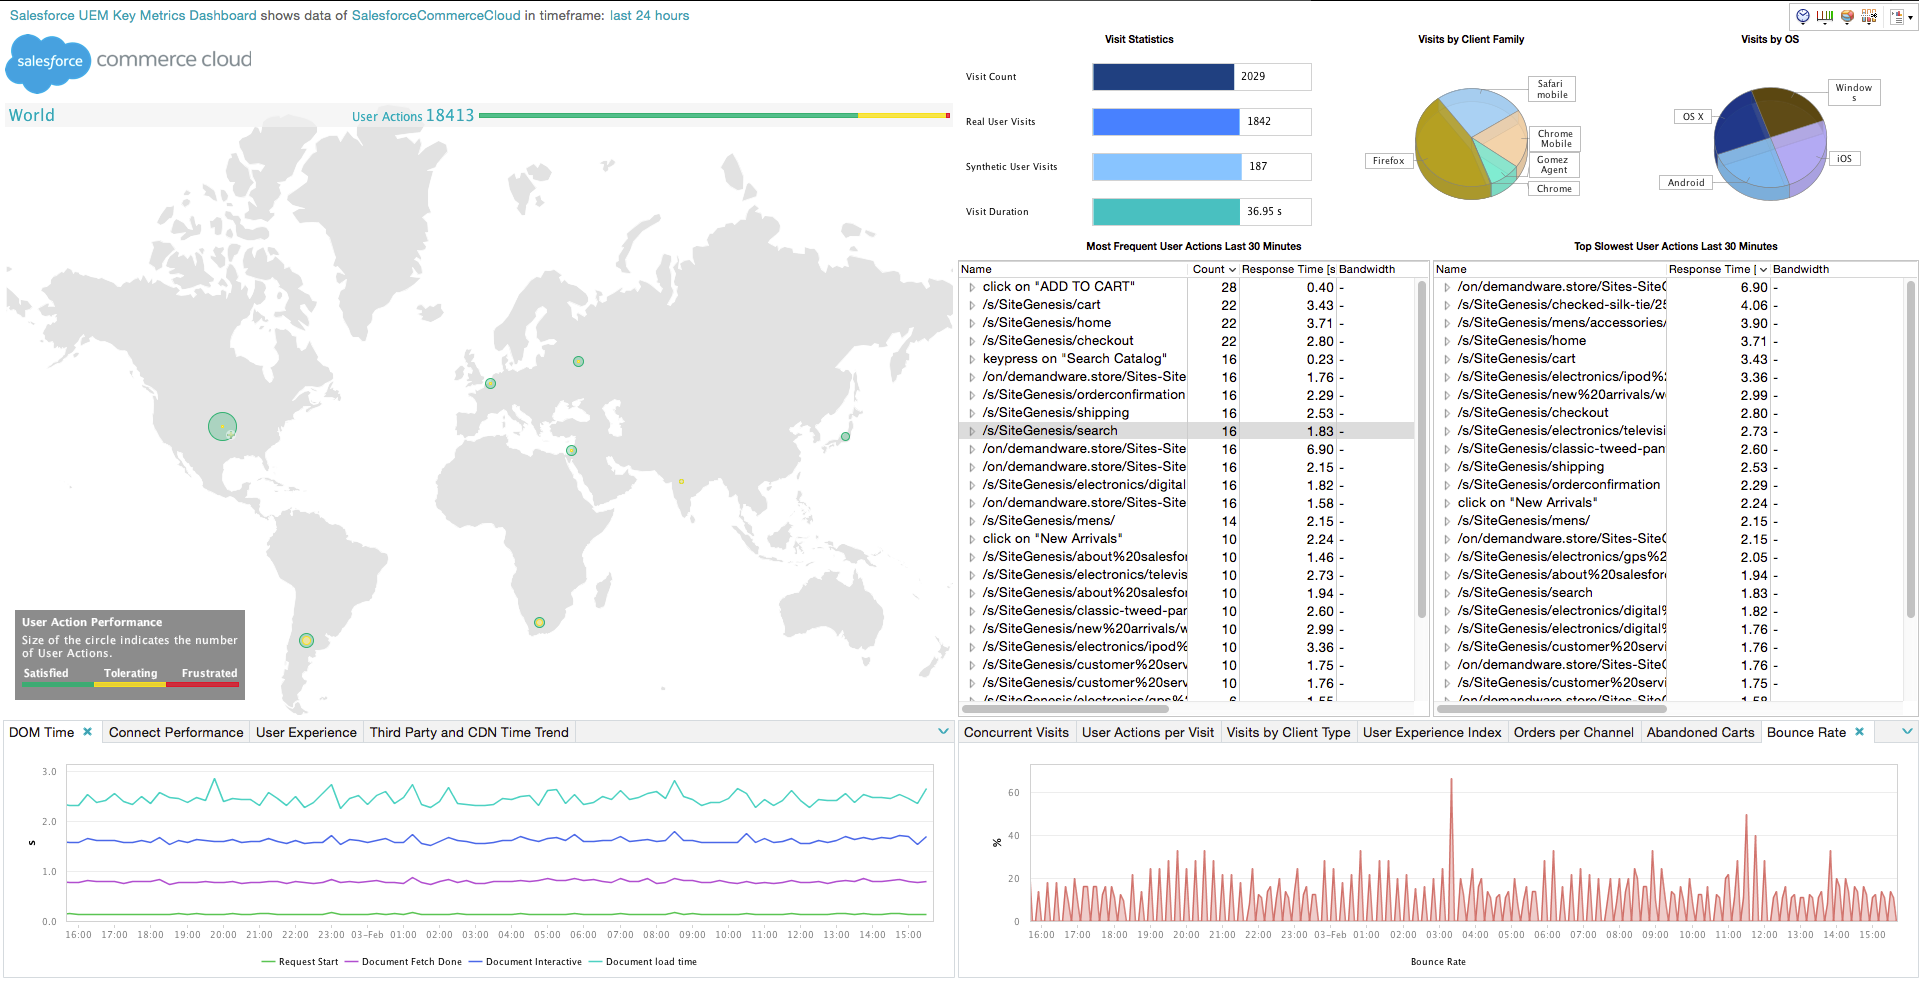 Salesforce UEM Key Metrics Dashboard shows data of SalesforceCommerceCloud in timeframe: last 24 hours
salesforce commerce cloud
World
User Actions 18413
User Action Performance
Size of the circle indicates the number
of User Actions.
Satisfied Tolerating Frustrated
Visit Statistics
Visit Count 2029
Real User Visits 1842
Synthetic User Visits 187
Visit Duration 36.95 s
Visits by Client Family
Safari
mobile
Chrome
Mobile
Gomez
Agent
Chrome
Firefox
Visits by OS
Window
s
OS X
iOS
Android
Most Frequent User Actions Last 30 Minutes
Name Count Response Time [s Bandwidth
click on "ADD TO CART" 28 0.40 -
/s/SiteGenesis/cart 22 3.43 -
/s/SiteGenesis/home 22 3.71 -
/s/SiteGenesis/checkout 22 2.80 -
keypress on "Search Catalog" 16 0.23 -
/on/demandware.store/Sites-Site 16 1.76 -
/s/SiteGenesis/orderconfirmation 16 2.29 -
/s/SiteGenesis/shipping 16 2.53 -
/s/SiteGenesis/search 16 1.83 -
/on/demandware.store/Sites-Site 16 6.90 -
/on/demandware.store/Sites-Site 16 2.15 -
/s/SiteGenesis/electronics/digital 16 1.82 -
/on/demandware.store/Sites-Site 16 1.58 -
/s/SiteGenesis/mens/ 14 2.15 -
click on "New Arrivals" 10 2.24 -
/s/SiteGenesis/about%20salesfor 10 1.46 -
/s/SiteGenesis/electronics/televis 10 2.73 -
/s/SiteGenesis/about%20salesfor 10 1.94 -
/s/SiteGenesis/classic-tweed-par 10 2.60 -
/s/SiteGenesis/new%20arrivals/w 10 2.99 -
/s/SiteGenesis/electronics/ipod% 10 3.36 -
/s/SiteGenesis/customer%20serv 10 1.75 -
/s/SiteGenesis/customer%20serv 10 1.76 -
/s/SiteGenesis/electronics/gps% 6 1.55
Top Slowest User Actions Last 30 Minutes
Name Response Time [ Bandwidth
/on/demandware.store/Sites-SiteG 6.90 -
/s/SiteGenesis/checked-silk-tie/25 4.06 -
/s/SiteGenesis/mens/accessories/ 3.90 -
/s/SiteGenesis/home 3.71 -
/s/SiteGenesis/cart 3.43 -
/s/SiteGenesis/electronics/ipod%2 3.36 -
/s/SiteGenesis/new%20arrivals/w 2.99 -
/s/SiteGenesis/checkout 2.80 -
/s/SiteGenesis/electronics/televisi 2.73 -
/s/SiteGenesis/classic-tweed-pan 2.60 -
/s/SiteGenesis/shipping 2.53 -
/s/SiteGenesis/orderconfirmation 2.29 -
click on "New Arrivals" 2.24 -
/s/SiteGenesis/mens/ 2.15 -
/on/demandware.store/Sites-SiteG 2.15 -
/s/SiteGenesis/electronics/gps%2 2.05 -
/s/SiteGenesis/about%20salesfor 1.94 -
/s/SiteGenesis/search 1.83 -
/s/SiteGenesis/electronics/digital% 1.82 -
/s/SiteGenesis/electronics/digital% 1.76 -
/s/SiteGenesis/customer%20servi 1.76 -
/on/demandware.store/Sites-SiteG 1.76 -
/s/SiteGenesis/customer%20servi 1.75 -
/on/demandware.store/Sites-SiteG 1.58
DOM Time Connect Performance User Experience Third Party and CDN Time Trend
3.0
2.0
s
1.0
0.0
16:00 17:00 18:00 19:00 20:00 21:00 22:00 23:00 03-Feb 01:00 02:00 03:00 04:00 05:00 06:00 07:00 08:00 09:00 10:00 11:00 12:00 13:00 14:00 15:00
Request Start Document Fetch Done Document Interactive Document load time
Concurrent Visits User Actions per Visit Visits by Client Type User Experience Index Orders per Channel Abandoned Carts Bounce Rate
60
40
%
20
0
16:00 17:00 18:00 19:00 20:00 21:00 22:00 23:00 03-Feb 01:00 02:00 03:00 04:00 05:00 06:00 07:00 08:00 09:00 10:00 11:00 12:00 13:00 14:00 15:00
Bounce Rate